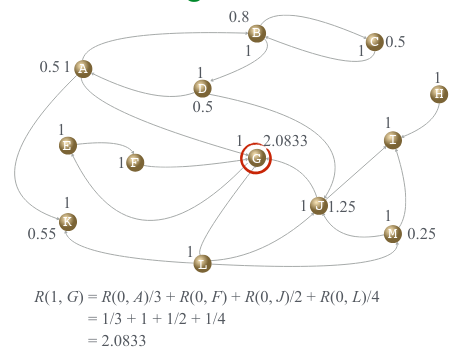 0.8
B
1
C
1
0.5
0.5 1
A
1
D
0.5
1
H
1
E
1
F
1
2.0833
G
1
I
1
K
0.55
1
J
1.25
1
M
0.25
1
L
R(1, G) = R(0, A)/3 + R(0, F) + R(0, J)/2 + R(0, L)/4
= 1/3 + 1 + 1/2 + 1/4
= 2.0833